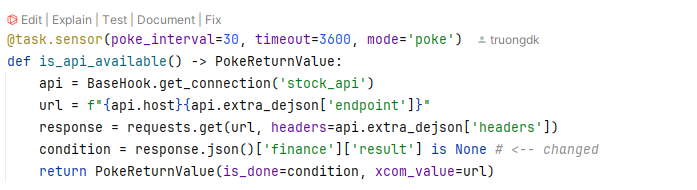 Edit | Explain | Test | Document | Fix
@task.sensor(poke_interval=30, timeout=3600, mode='poke') truongdk
def is_api_available() -> PokeReturnValue:
    api = BaseHook.get_connection('stock_api')
    url = f"{api.host}{api.extra_dejson['endpoint']}"
    response = requests.get(url, headers=api.extra_dejson['headers'])
    condition = response.json()['finance']['result'] is None # <-- changed
    return PokeReturnValue(is_done=condition, xcom_value=url)